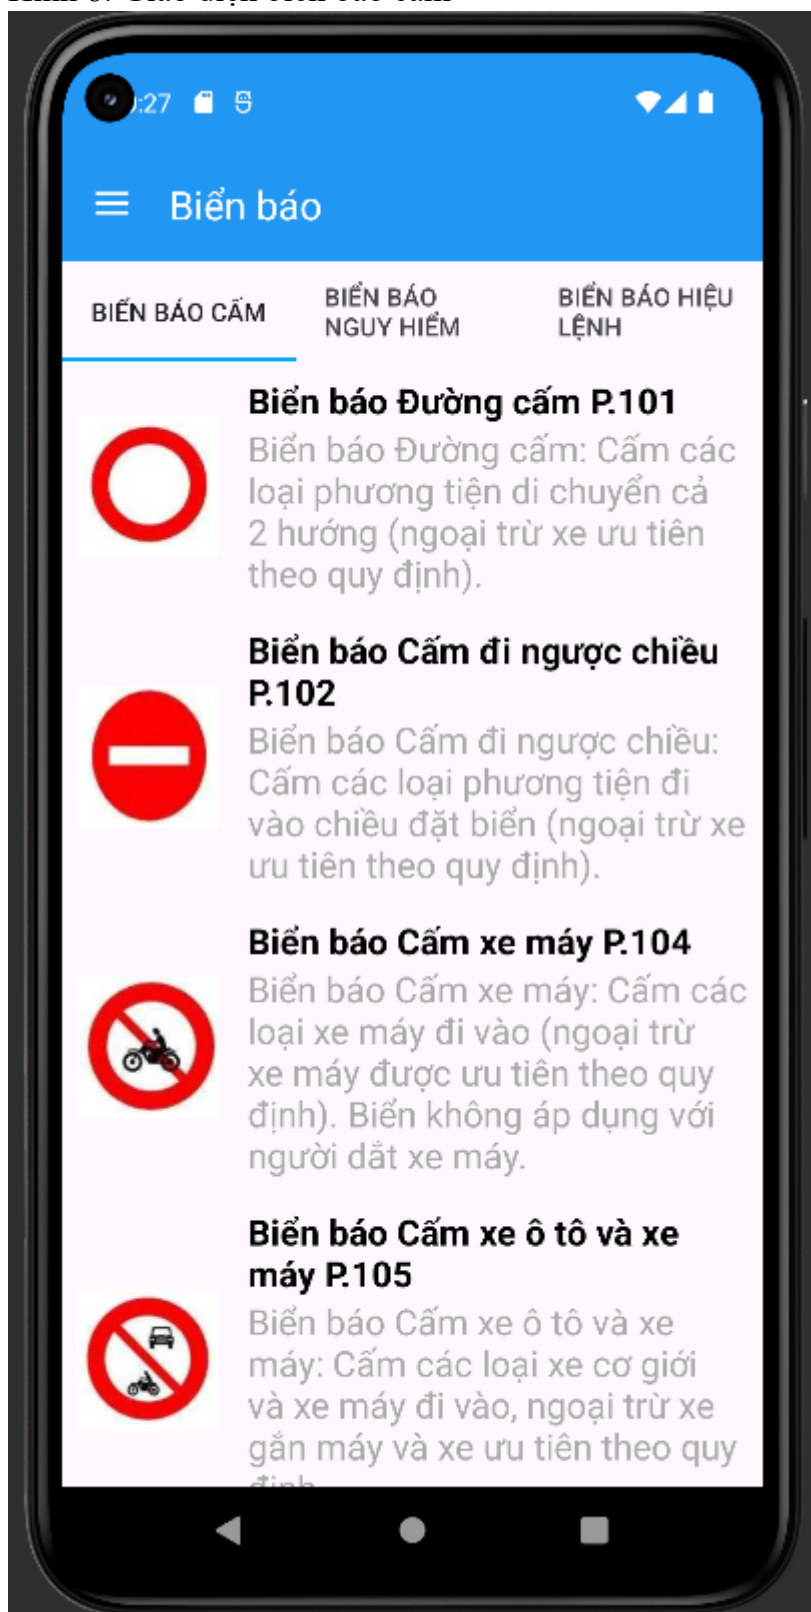 :27
Biển báo
BIỂN BÁO CẤM
BIỂN BÁO
NGUY HIỂM
BIỂN BÁO HIỆU
LỆNH
Biển báo Đường cấm P.101
Biển báo Đường cấm: Cấm các
loại phương tiện di chuyển cả
2 hướng (ngoại trừ xe ưu tiên
theo quy định).
Biển báo Cấm đi ngược chiều
P.102
Biển báo Cấm đi ngược chiều:
Cấm các loại phương tiện đi
vào chiều đặt biển (ngoại trừ xe
ưu tiên theo quy định).
Biển báo Cấm xe máy P.104
Biển báo Cấm xe máy: Cấm các
loại xe máy đi vào (ngoại trừ
xe máy được ưu tiên theo quy
định). Biển không áp dụng với
người dắt xe máy.
Biển báo Cấm xe ô tô và xe
máy P.105
Biển báo Cấm xe ô tô và xe
máy: Cấm các loại xe cơ giới
và xe máy đi vào, ngoại trừ xe
gắn máy và xe ưu tiên theo quy